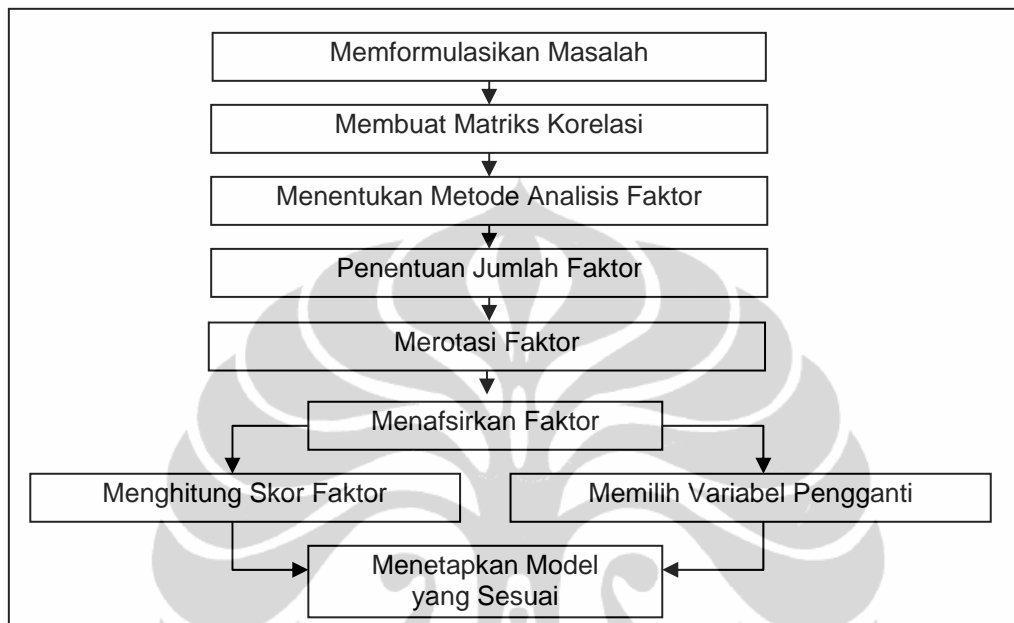 Memformulasikan Masalah
Membuat Matriks Korelasi
Menentukan Metode Analisis Faktor
Penentuan Jumlah Faktor
Merotasi Faktor
Menafsirkan Faktor
Menghitung Skor Faktor
Memilih Variabel Pengganti
Menetapkan Model
yang Sesuai